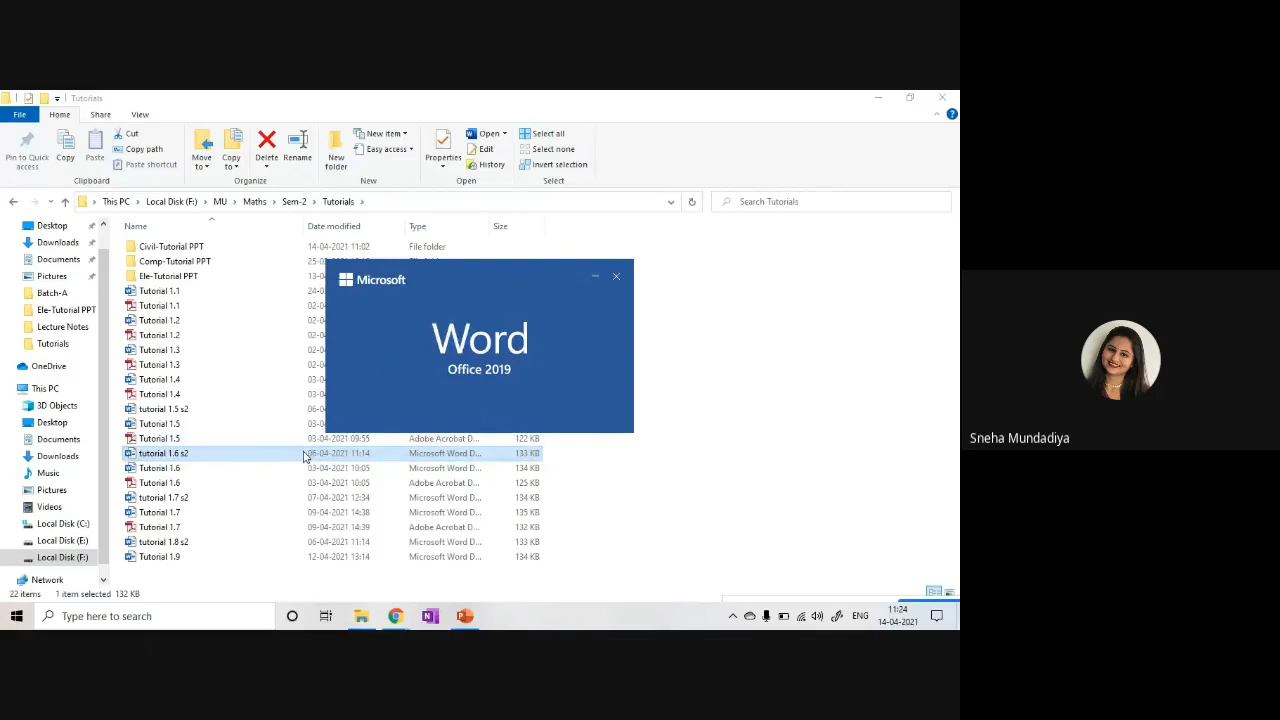 Tutorials
File Home Share View
Pin to Quick access
Copy
Paste
Cut
Copy path
Paste shortcut
Clipboard
Move to
Copy to
Delete
Rename
Organize
New folder
New item
Easy access
New
Properties
Open
Edit
History
Open
Select all
Select none
Invert selection
Select
This PC Local Disk (F:) MU Maths Sem-2 Tutorials
Search Tutorials
Desktop
Downloads
Documents
Pictures
Batch-A
Ele-Tutorial PPT
Lecture Notes
Tutorials
OneDrive
This PC
3D Objects
Desktop
Documents
Downloads
Music
Pictures
Videos
Local Disk (C:)
Local Disk (E:)
Local Disk (F:)
Network
Name Date modified Type Size
Civil-Tutorial PPT 14-04-2021 11:02 File folder
Comp-Tutorial PPT
Ele-Tutorial PPT
Tutorial 1.1
Tutorial 1.1
Tutorial 1.2
Tutorial 1.2
Tutorial 1.3
Tutorial 1.3
Tutorial 1.4
Tutorial 1.4
tutorial 1.5 s2
Tutorial 1.5
Tutorial 1.5 03-04-2021 09:55 Adobe Acrobat D... 122 KB
tutorial 1.6 s2 06-04-2021 11:14 Microsoft Word D... 133 KB
Tutorial 1.6 03-04-2021 10:05 Microsoft Word D... 134 KB
Tutorial 1.6 03-04-2021 10:05 Adobe Acrobat D... 125 KB
tutorial 1.7 s2 07-04-2021 12:34 Microsoft Word D... 134 KB
Tutorial 1.7 09-04-2021 14:38 Microsoft Word D... 135 KB
Tutorial 1.7 09-04-2021 14:39 Adobe Acrobat D... 132 KB
tutorial 1.8 s2 06-04-2021 11:14 Microsoft Word D... 133 KB
Tutorial 1.9 12-04-2021 13:14 Microsoft Word D... 134 KB
Microsoft
Word
Office 2019
22 items 1 item selected 132 KB
Type here to search
ENG
11:24
14-04-2021
Sneha Mundadiya